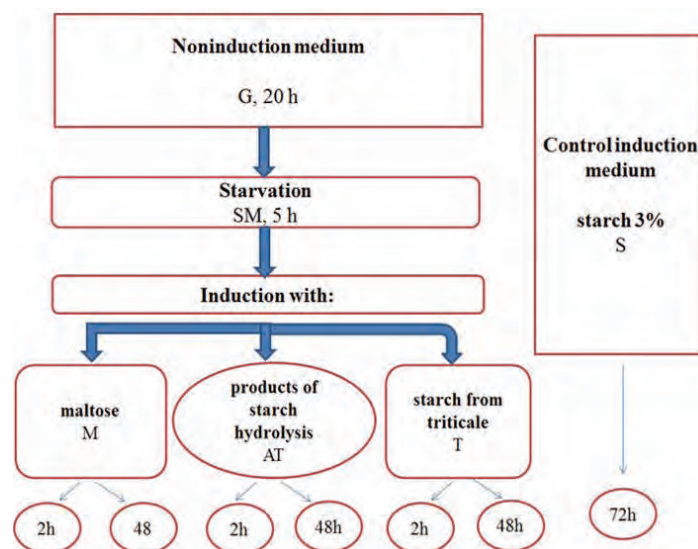 Noninduction medium
G, 20 h
Starvation
SM, 5 h
Induction with:
maltose
M
products of
starch
hydrolysis
AT
starch from
triticale
T
2h
48
2h
48h
2h
48h
Control induction
medium
starch 3%
S
72h